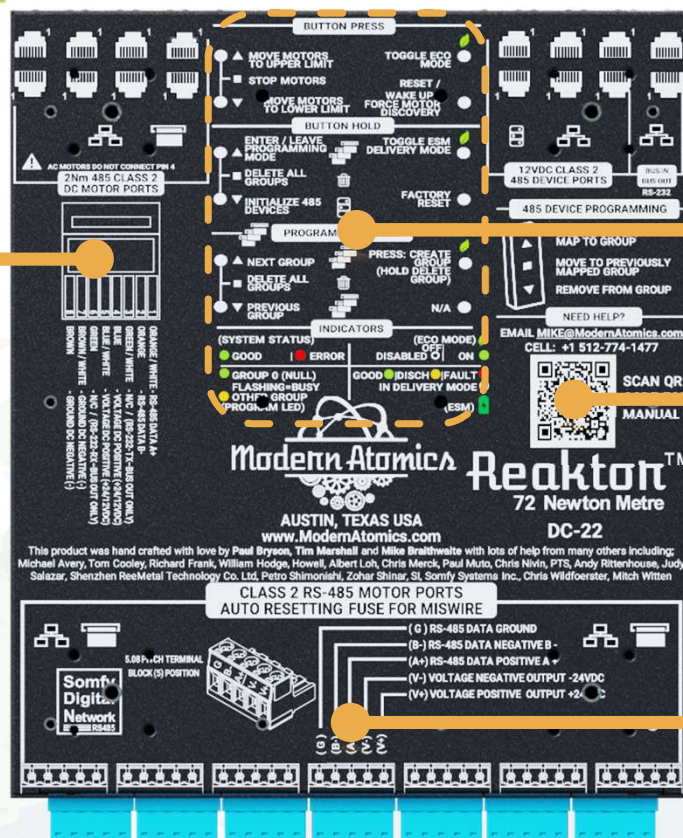 BUTTON PRESS
▲ MOVE MOTORS
TO UPPER LIMIT
■ STOP MOTORS
▼ MOVE MOTORS
TO LOWER LIMIT
TOGGLE ECO
MODE
RESET /
WAKE UP
FORCE MOTOR
DISCOVERY
BUTTON HOLD
▲ ENTER / LEAVE
PROGRAMMING
MODE
■ DELETE ALL
GROUPS
▼ INITIALIZE 485
DEVICES
TOGGLE ESM
DELIVERY MODE
FACTORY
RESET
▲ NEXT GROUP
■ DELETE ALL
GROUPS
▼ PREVIOUS
GROUP
PRESS: CREATE
GROUP
(HOLD DELETE
GROUP)
N/A
INDICATORS
(SYSTEM STATUS)
GOOD ERROR
GROUP 0 (NULL)
FLASHING=BUSY
OTHER GROUP
(PROGRAM LED)
(ECO MODE)
OFF
DISABLED ON
GOOD DISCH FAULT
IN DELIVERY MODE
(ESM)
1 1 1 1
1 1 1 1
AC MOTORS DO NOT CONNECT PIN 4
2Nm 485 CLASS 2
DC MOTOR PORTS
ORANGE / WHITE - RS-485 DATA A+
ORANGE - RS-485 DATA B-
GREEN / WHITE - N/C / (RS-232-TX-BUS OUT ONLY)
BLUE - VOLTAGE DC POSITIVE (+24/12VDC)
BLUE / WHITE - VOLTAGE DC POSITIVE (+24/12VDC)
GREEN - N/C / (RS-232-RX-BUS OUT ONLY)
BROWN / WHITE - GROUND DC NEGATIVE (-)
BROWN - GROUND DC NEGATIVE (-)
12VDC CLASS 2
485 DEVICE PORTS
BUS IN
BUS OUT
RS-232
485 DEVICE PROGRAMMING
▲ MAP TO GROUP
■ MOVE TO PREVIOUSLY
MAPPED GROUP
▼ REMOVE FROM GROUP
NEED HELP?
EMAIL MIKE@ModernAtomics.com
CELL: +1 512-774-1477
SCAN QR
MANUAL
Modern Atomics
AUSTIN, TEXAS USA
www.ModernAtomics.com
Reakton™
72 Newton Metre
DC-22
This product was hand crafted with love by Paul Bryson, Tim Marshall and Mike Braithwaite with lots of help from many others including;
Michael Avery, Tom Cooley, Richard Frank, William Hodge, Howell, Albert Loh, Chris Merck, Paul Muto, Chris Nivin, PTS, Andy Rittenhouse, Judy
Salazar, Shenzhen ReeMetal Technology Co. Ltd, Petro Shimonishi, Zohar Shinar, SI, Somfy Systems Inc., Chris Wildfoerster, Mitch Witten
CLASS 2 RS-485 MOTOR PORTS
AUTO RESETTING FUSE FOR MISWIRE
Somfy
Digital
Network
RS485
5.08 PITCH TERMINAL
BLOCK (5) POSITION
( G ) RS-485 DATA GROUND
(B-) RS-485 DATA NEGATIVE B -
(A+) RS-485 DATA POSITIVE A +
(V-) VOLTAGE NEGATIVE OUTPUT -24VDC
(V+) VOLTAGE POSITIVE OUTPUT
(G)
(B-)
(V-)
(V+)